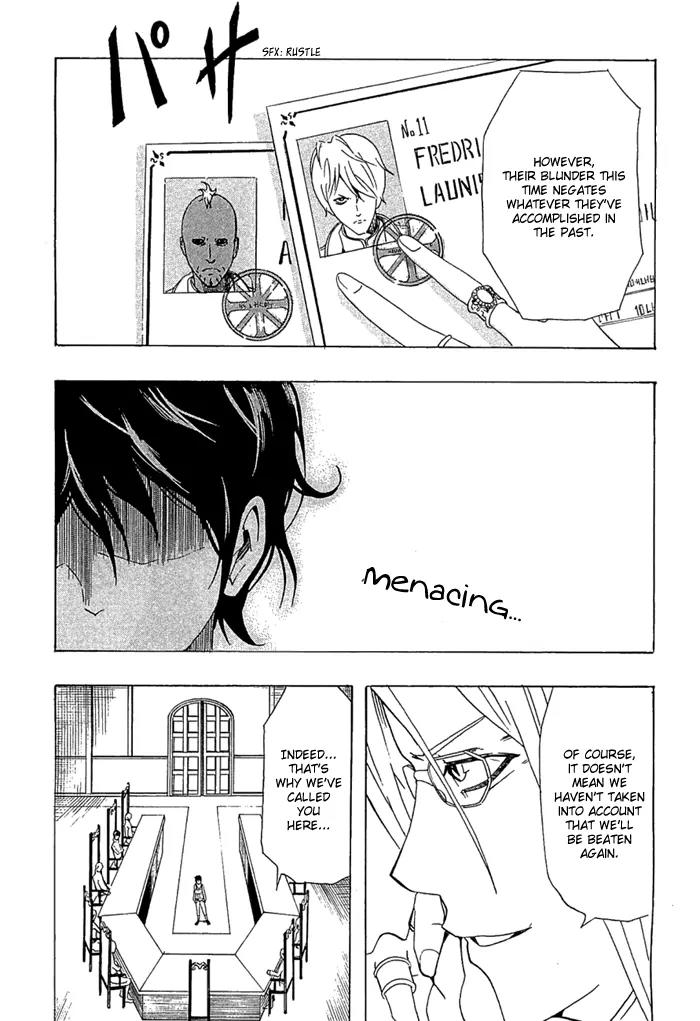 パサ
SFX: RUSTLE
HOWEVER,
THEIR BLUNDER THIS
TIME NEGATES
WHATEVER THEY'VE
ACCOMPLISHED IN
THE PAST.
No.11
FREDRI
LAUNI
A
menacing...
OF COURSE,
IT DOESN'T
MEAN WE
HAVEN'T TAKEN
INTO ACCOUNT
THAT WE'LL
BE BEATEN
AGAIN.
INDEED...
THAT'S
WHY WE'VE
CALLED
YOU
HERE...